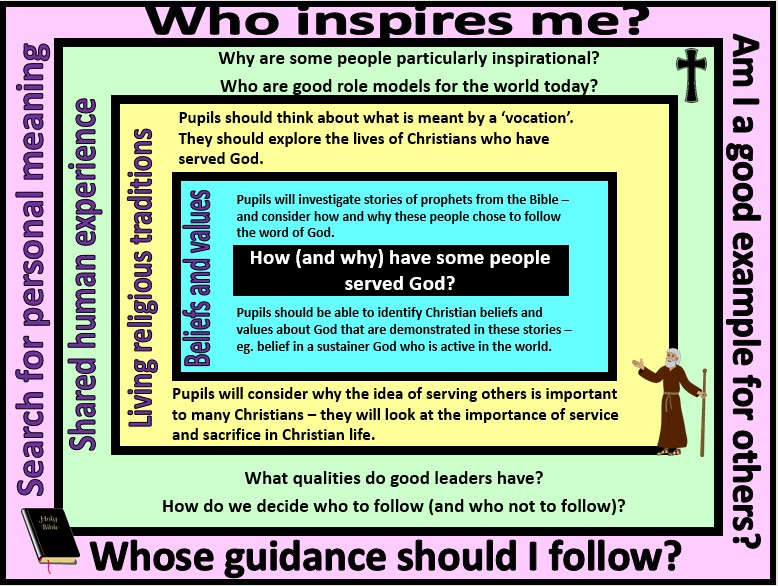 Who inspires me?
Search for personal meaning
Am I a good example for others?
Shared human experience
Why are some people particularly inspirational?
Who are good role models for the world today?
Living religious traditions
Pupils should think about what is meant by a ‘vocation’.
They should explore the lives of Christians who have
served God.
Beliefs and values
Pupils will investigate stories of prophets from the Bible –
and consider how and why these people chose to follow
the word of God.
How (and why) have some people
served God?
Pupils should be able to identify Christian beliefs and
values about God that are demonstrated in these stories –
eg. belief in a sustainer God who is active in the world.
Pupils will consider why the idea of serving others is important
to many Christians – they will look at the importance of service
and sacrifice in Christian life.
What qualities do good leaders have?
How do we decide who to follow (and who not to follow)?
Holy
Bible
Whose guidance should I follow?